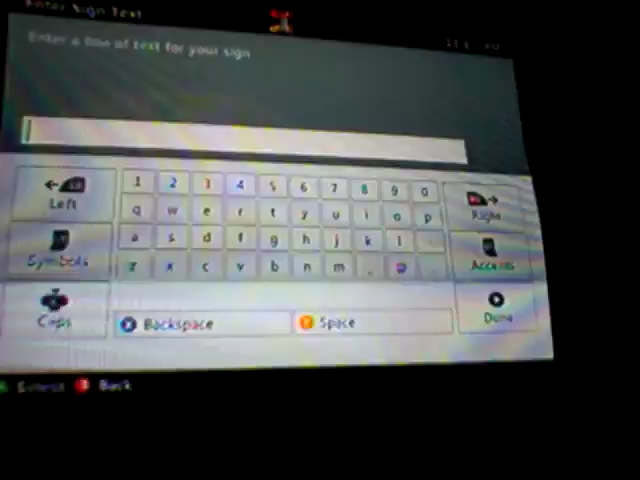 Enter Sign Text
Enter a line of text for your sign
Left
1 2 3 4 5 6 7 8 9 0
Right
q w e r t y u i o p
Symbols
a s d f g h j k l
Accents
z x c v b n m
Caps
X Backspace
Y Space
Done
Back